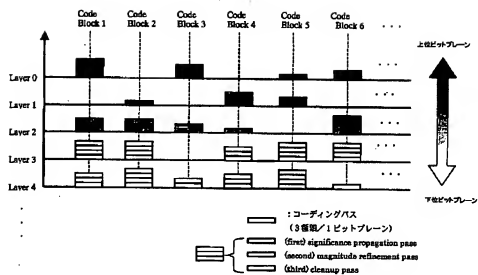 Code Block 1
Code Block 2
Code Block 3
Code Block 4
Code Block 5
Code Block 6
上位ビットプレーン
Layer 0
Layer 1
Layer 2
Layer 3
Layer 4
下位ビットプレーン
：コーディングパス
（3種類／1ビットプレーン）
(first) significance propagation pass
(second) magnitude refinement pass
(third) cleanup pass